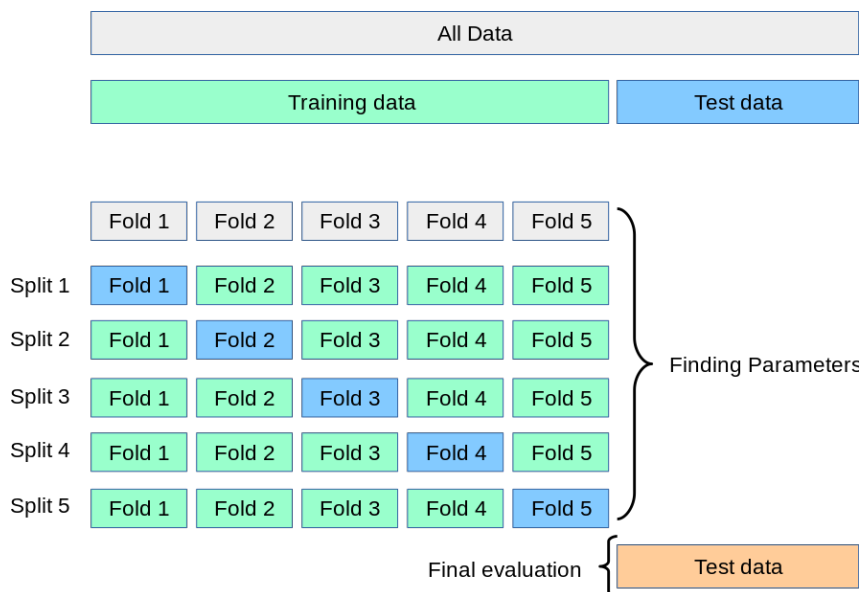 All Data
Training data Test data
Fold 1 Fold 2 Fold 3 Fold 4 Fold 5
Split 1 Fold 1 Fold 2 Fold 3 Fold 4 Fold 5
Split 2 Fold 1 Fold 2 Fold 3 Fold 4 Fold 5
Finding Parameters
Split 3 Fold 1 Fold 2 Fold 3 Fold 4 Fold 5
Split 4 Fold 1 Fold 2 Fold 3 Fold 4 Fold 5
Split 5 Fold 1 Fold 2 Fold 3 Fold 4 Fold 5
Final evaluation Test data